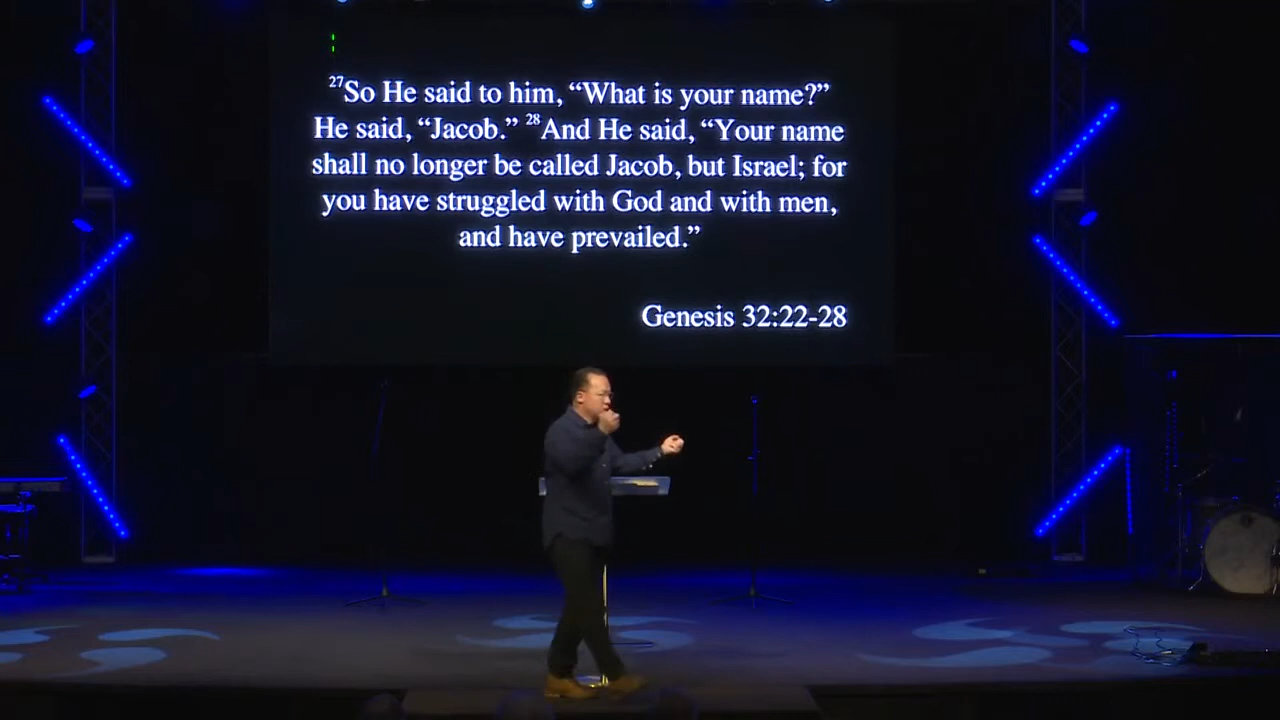 27So He said to him, “What is your name?”
He said, “Jacob.” 28And He said, “Your name
shall no longer be called Jacob, but Israel; for
you have struggled with God and with men,
and have prevailed.”
Genesis 32:22-28